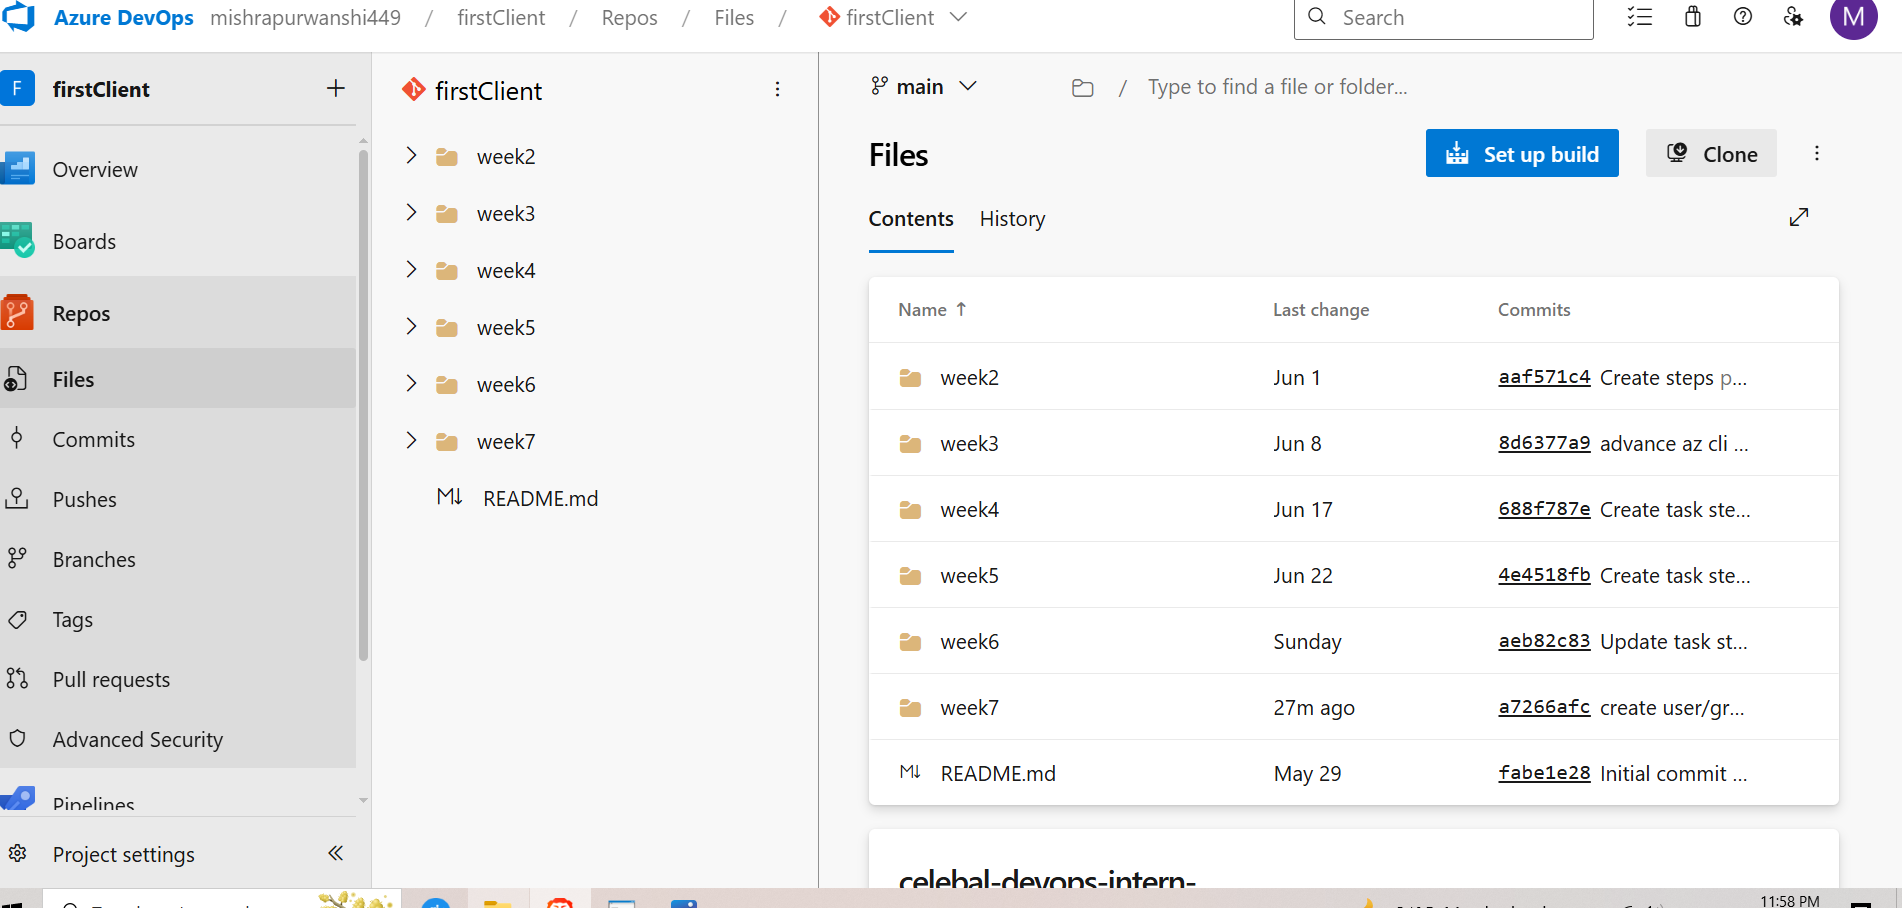 Azure DevOps mishrapurwanshi449 / firstClient / Repos / Files / firstClient
Search
M
F firstClient
Overview
Boards
Repos
Files
Commits
Pushes
Branches
Tags
Pull requests
Advanced Security
Pipelines
Project settings
firstClient
week2
week3
week4
week5
week6
week7
README.md
main / Type to find a file or folder...
Files Set up build Clone
Contents History
Name ↑ Last change Commits
week2 Jun 1 aaf571c4 Create steps p...
week3 Jun 8 8d6377a9 advance az cli ...
week4 Jun 17 688f787e Create task ste...
week5 Jun 22 4e4518fb Create task ste...
week6 Sunday aeb82c83 Update task st...
week7 27m ago a7266afc create user/gr...
README.md May 29 fabe1e28 Initial commit ...
celebal-devops-intern-
11:58 PM